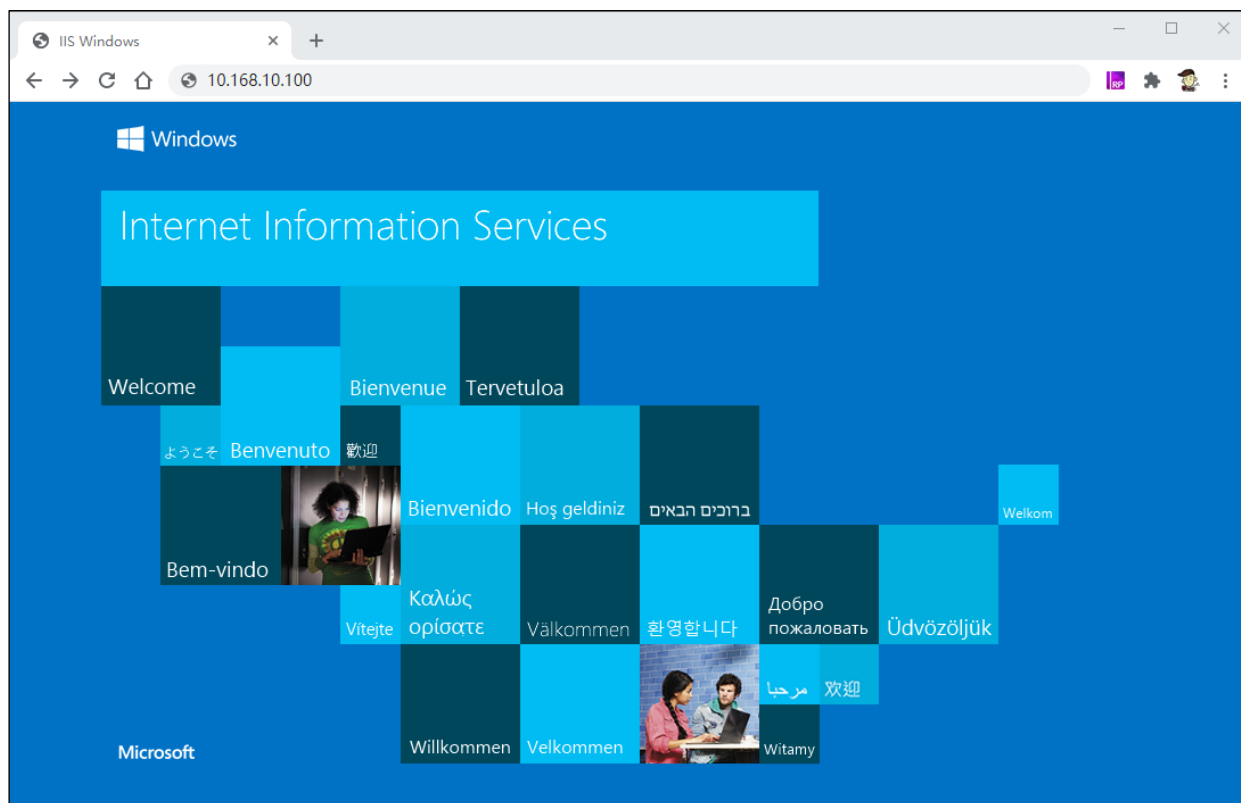 IIS Windows
10.168.10.100
RP
Windows
Internet Information Services
Welcome
Bienvenue
Tervetuloa
ようこそ
Benvenuto
歡迎
Bienvenido
Hoş geldiniz
ברוכים הבאים
Welkom
Bem-vindo
Vítejte
Καλώς
ορίσατε
Välkommen
환영합니다
Добро
пожаловать
Üdvözöljük
مرحبا
欢迎
Microsoft
Willkommen
Velkommen
Witamy